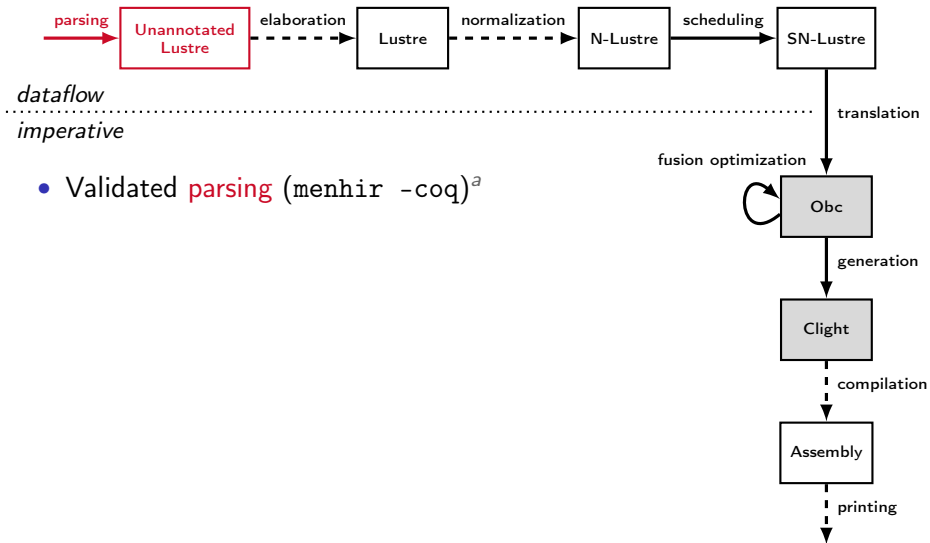 parsing
Unannotated
Lustre
elaboration
Lustre
normalization
N-Lustre
scheduling
SN-Lustre
dataflow
imperative
translation
• Validated parsing (menhir -coq)a
fusion optimization
Obc
generation
Clight
compilation
Assembly
printing